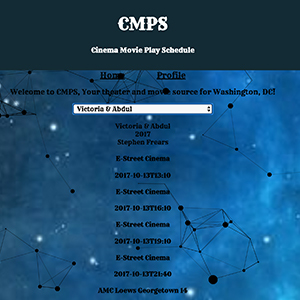 CMPS
Cinema Movie Play Schedule
Home Profile
Welcome to CMPS, Your theater and movie source for Washington, DC!
Victoria & Abdul
Victoria & Abdul
2017
Stephen Frears
E-Street Cinema
2017-10-13T13:10
E-Street Cinema
2017-10-13T16:10
E-Street Cinema
2017-10-13T19:10
E-Street Cinema
2017-10-13T21:40
AMC Loews Georgetown 14